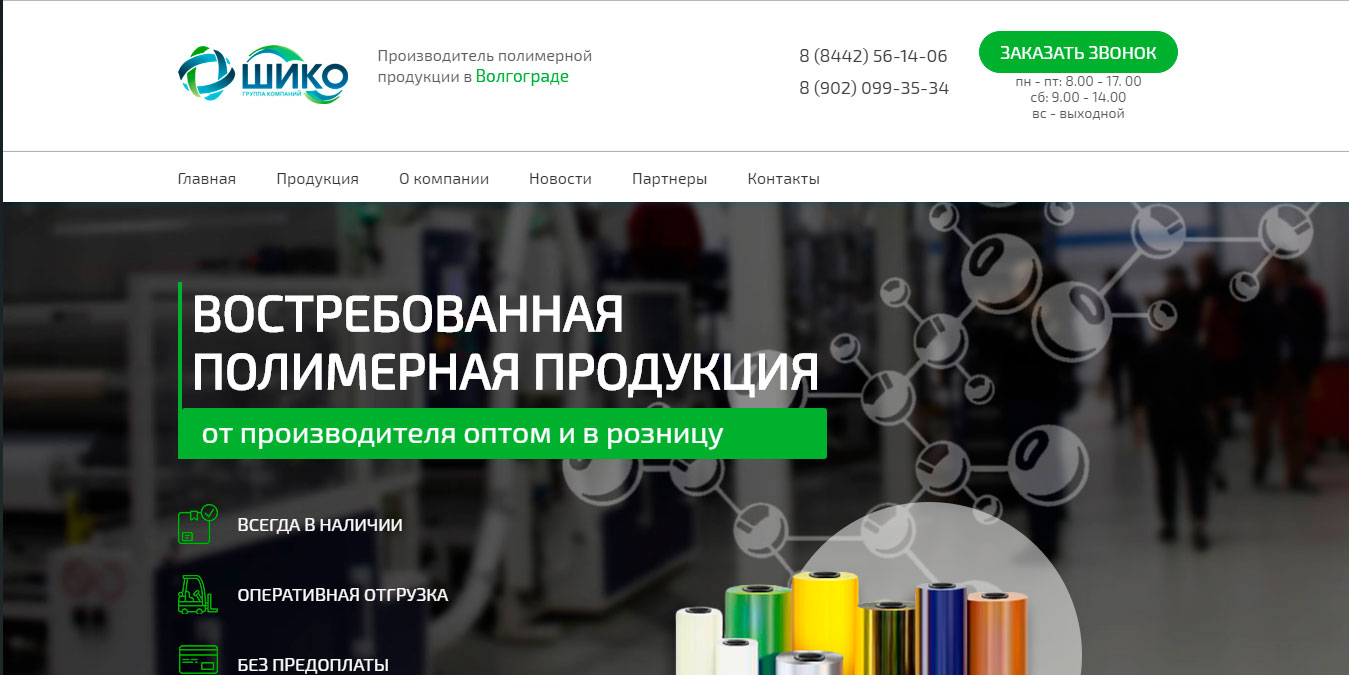 ШИКО
ГРУППА КОМПАНИЙ
Производитель полимерной
продукции в Волгограде
8 (8442) 56-14-06
8 (902) 099-35-34
ЗАКАЗАТЬ ЗВОНОК
пн - пт: 8.00 - 17. 00
сб: 9.00 - 14.00
вс - выходной
Главная Продукция О компании Новости Партнеры Контакты
ВОСТРЕБОВАННАЯ
ПОЛИМЕРНАЯ ПРОДУКЦИЯ
от производителя оптом и в розницу
ВСЕГДА В НАЛИЧИИ
ОПЕРАТИВНАЯ ОТГРУЗКА
БЕЗ ПРЕДОПЛАТЫ